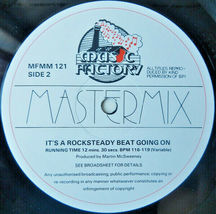 the
Music
Factory
MFMM 121
SIDE 2
ALL TITLES REPRO-
DUCED BY KIND
PERMISSION OF BPI
MASTERMIX
IT'S A ROCKSTEADY BEAT GOING ON
RUNNING TIME 12 mins. 30 secs. BPM 116-119 (Variable)
Produced by Martin McSweeney
SEE BROADSHEET FOR DETAILS
Any unauthorised broadcasting, public performance, copying or
re-recording in any manner whatsoever constitutes an
infringement of copyright